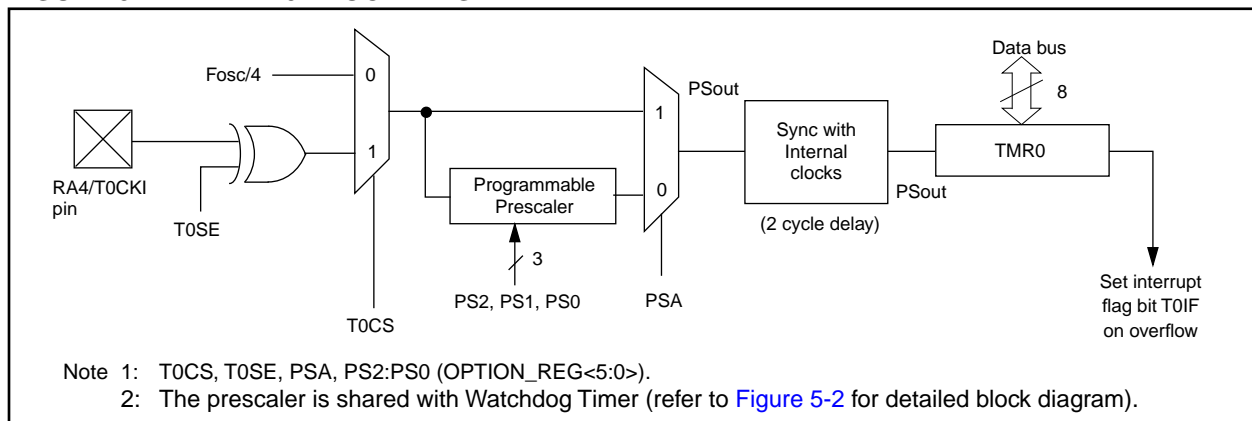 Data bus
8
Fosc/4
0
1
PSout
1
0
Sync with
Internal
clocks
TMR0
RA4/T0CKI
pin
T0SE
Programmable
Prescaler
PSout
(2 cycle delay)
3
PS2, PS1, PS0
PSA
T0CS
Set interrupt
flag bit T0IF
on overflow
Note 1: T0CS, T0SE, PSA, PS2:PS0 (OPTION_REG<5:0>).
2: The prescaler is shared with Watchdog Timer (refer to Figure 5-2 for detailed block diagram).